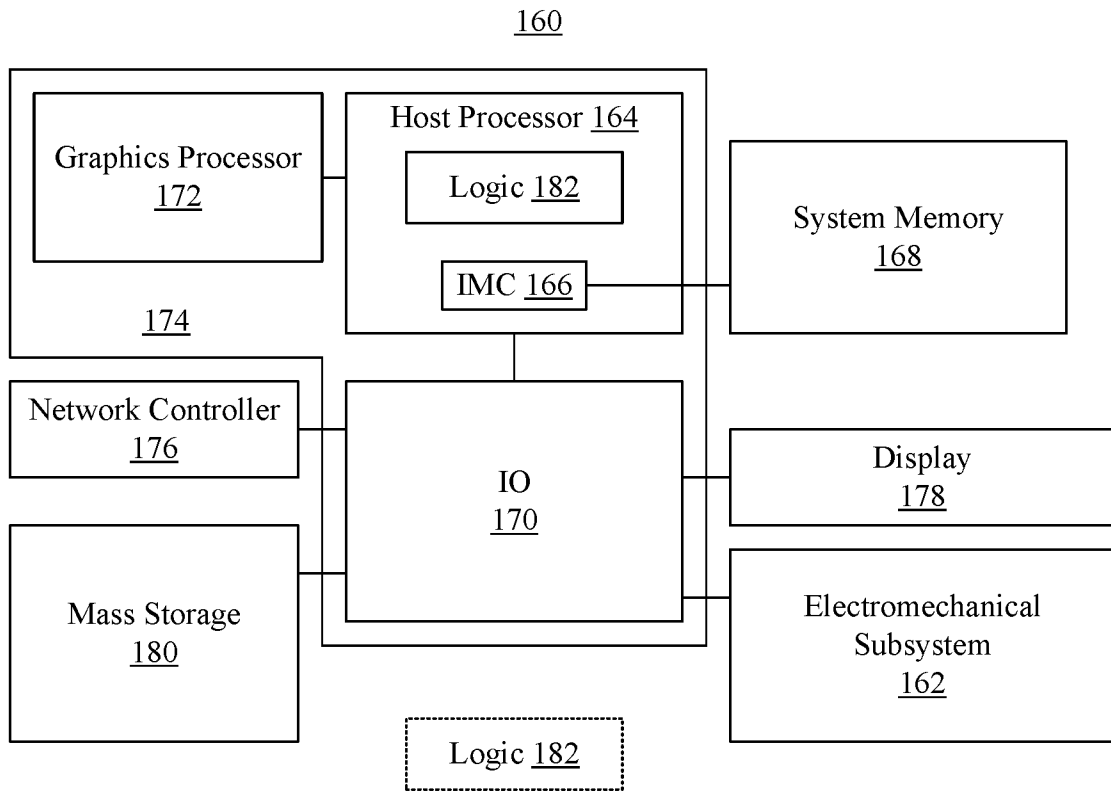 160
Graphics Processor
172
Host Processor 164
Logic 182
IMC 166
System Memory
168
174
Network Controller
176
IO
170
Display
178
Mass Storage
180
Electromechanical
Subsystem
162
Logic 182